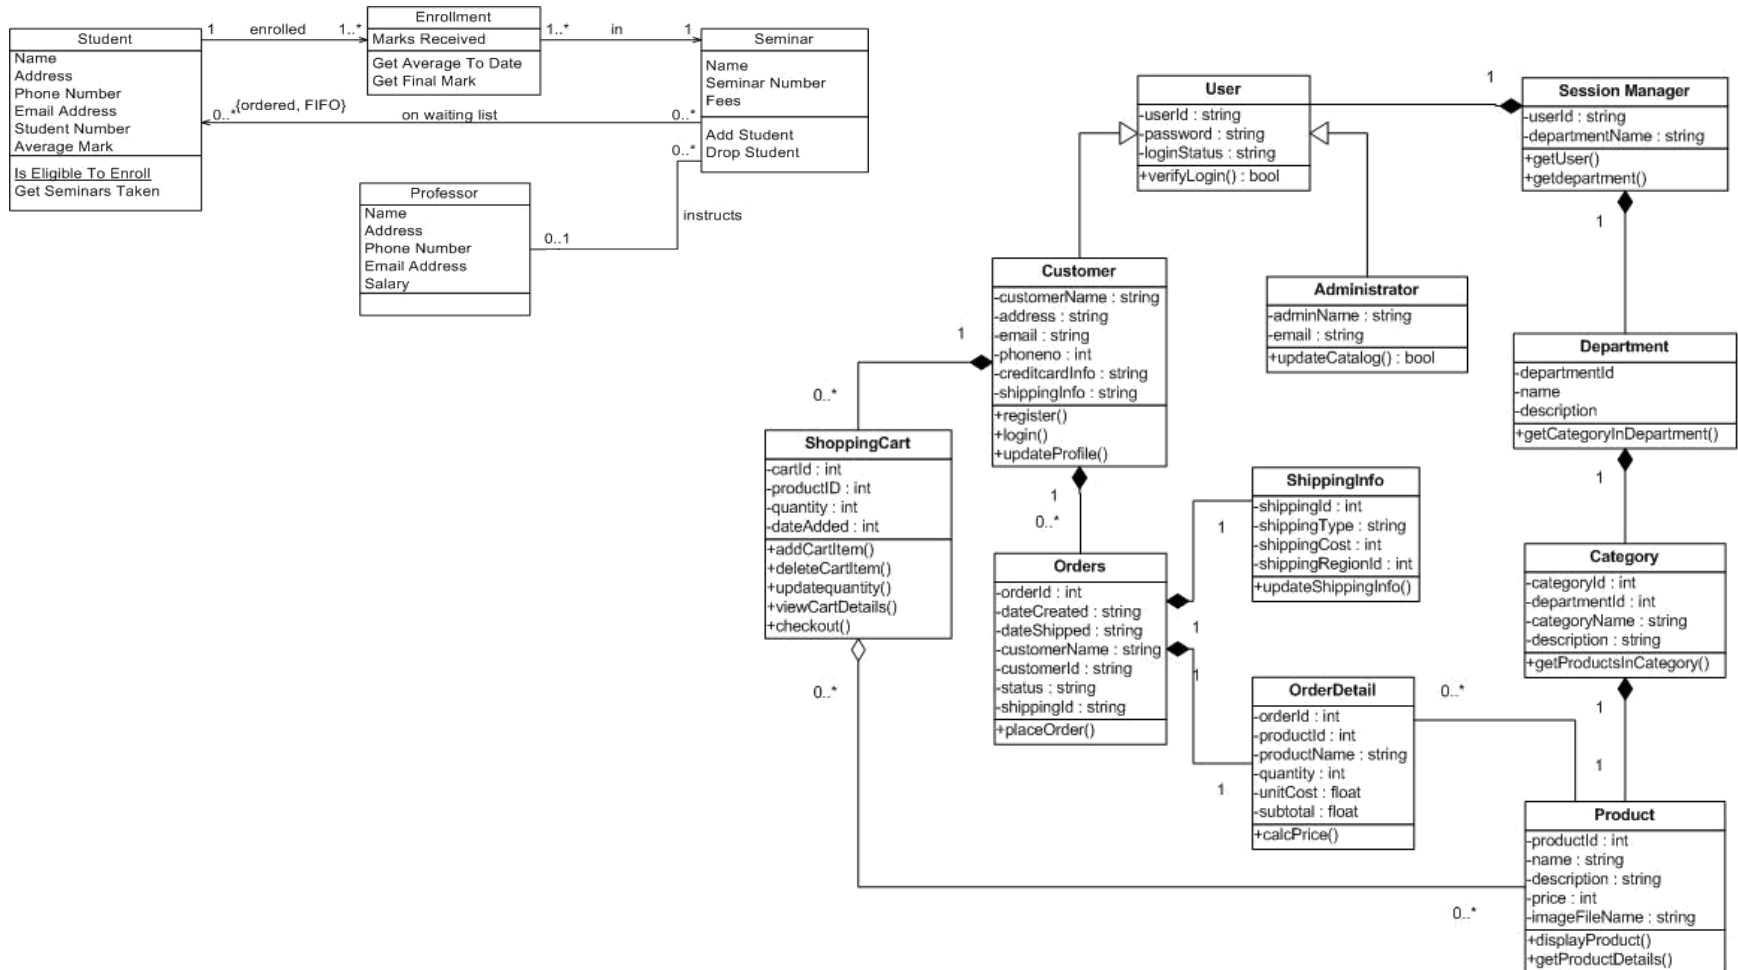 Student
Name
Address
Phone Number
Email Address
Student Number
Average Mark
Is Eligible To Enroll
Get Seminars Taken
1 enrolled 1..*
Enrollment
Marks Received
Get Average To Date
Get Final Mark
1..* in 1
Seminar
Name
Seminar Number
Fees
Add Student
Drop Student
{ordered, FIFO}
0..* on waiting list 0..*
0..*
instructs
0..1
Professor
Name
Address
Phone Number
Email Address
Salary
User
-userId : string
-password : string
-loginStatus : string
+verifyLogin() : bool
1
Session Manager
-userId : string
-departmentName : string
+getUser()
+getdepartment()
1
Customer
-customerName : string
-address : string
-email : string
-phoneno : int
-creditcardInfo : string
-shippingInfo : string
+register()
+login()
+updateProfile()
Administrator
-adminName : string
-email : string
+updateCatalog() : bool
Department
-departmentId
-name
-description
+getCategoryInDepartment()
1
1
0..*
ShoppingCart
-cartId : int
-productID : int
-quantity : int
-dateAdded : int
+addCartItem()
+deleteCartItem()
+updatequantity()
+viewCartDetails()
+checkout()
0..*
1
0..*
Orders
-orderId : int
-dateCreated : string
-dateShipped : string
-customerName : string
-customerId : string
-status : string
-shippingId : string
+placeOrder()
1
1
1
1
ShippingInfo
-shippingId : int
-shippingType : string
-shippingCost : int
-shippingRegionId : int
+updateShippingInfo()
Category
-categoryId : int
-departmentId : int
-categoryName : string
-description : string
+getProductsInCategory()
1
1
OrderDetail
-orderId : int
-productId : int
-productName : string
-quantity : int
-unitCost : float
-subtotal : float
+calcPrice()
0..*
0..*
Product
-productId : int
-name : string
-description : string
-price : int
-imageFileName : string
+displayProduct()
+getProductDetails()